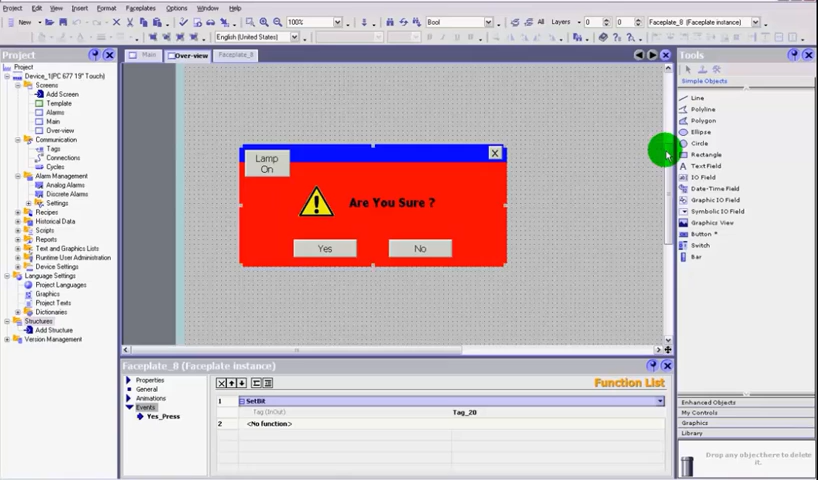 Project Edit View Insert Format Faceplates Options Window Help
New 100% Bool Layers 0 0 Faceplate_8 (Faceplate instance)
English (United States)
Project
Project
Device_1(PC 677 19" Touch)
Screens
Add Screen
Template
Alarms
Main
Over-view
Communication
Tags
Connections
Cycles
Alarm Management
Analog Alarms
Discrete Alarms
Settings
Recipes
Historical Data
Scripts
Reports
Text and Graphics Lists
Runtime User Administration
Device Settings
Language Settings
Project Languages
Graphics
Project Texts
Dictionaries
Structures
Add Structure
Version Management
Main Over-view Faceplate_8
Lamp
On
X
Are You Sure ?
Yes No
Faceplate_8 (Faceplate instance)
Properties
General
Animations
Events
Yes_Press
Function List
1 SetBit
Tag (InOut) Tag_20
2 <No function>
Tools
Simple Objects
Line
Polyline
Polygon
Ellipse
Circle
Rectangle
Text Field
IO Field
Date-Time Field
Graphic IO Field
Symbolic IO Field
Graphics View
Button
Switch
Bar
Enhanced Objects
My Controls
Graphics
Library
Drop any object here to delete
it.